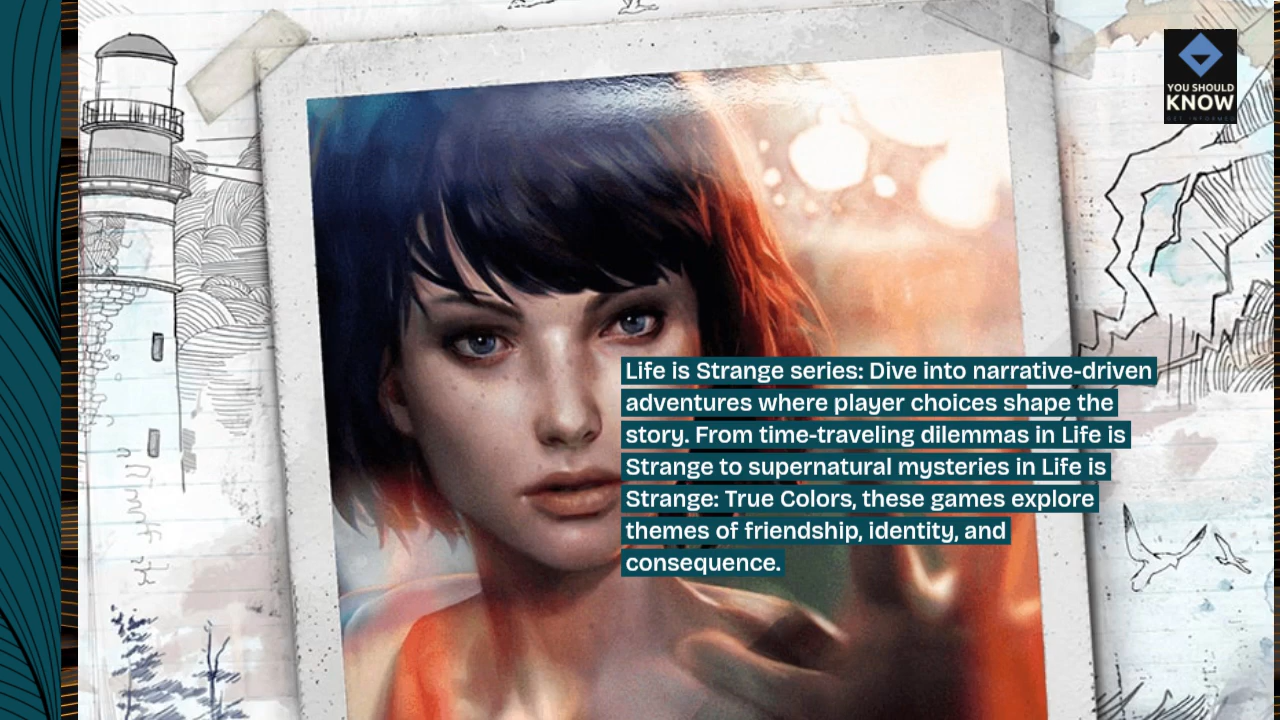 YOU SHOULD
KNOW
GET INFORMED
Life is Strange series: Dive into narrative-driven
adventures where player choices shape the
story. From time-traveling dilemmas in Life is
Strange to supernatural mysteries in Life is
Strange: True Colors, these games explore
themes of friendship, identity, and
consequence.